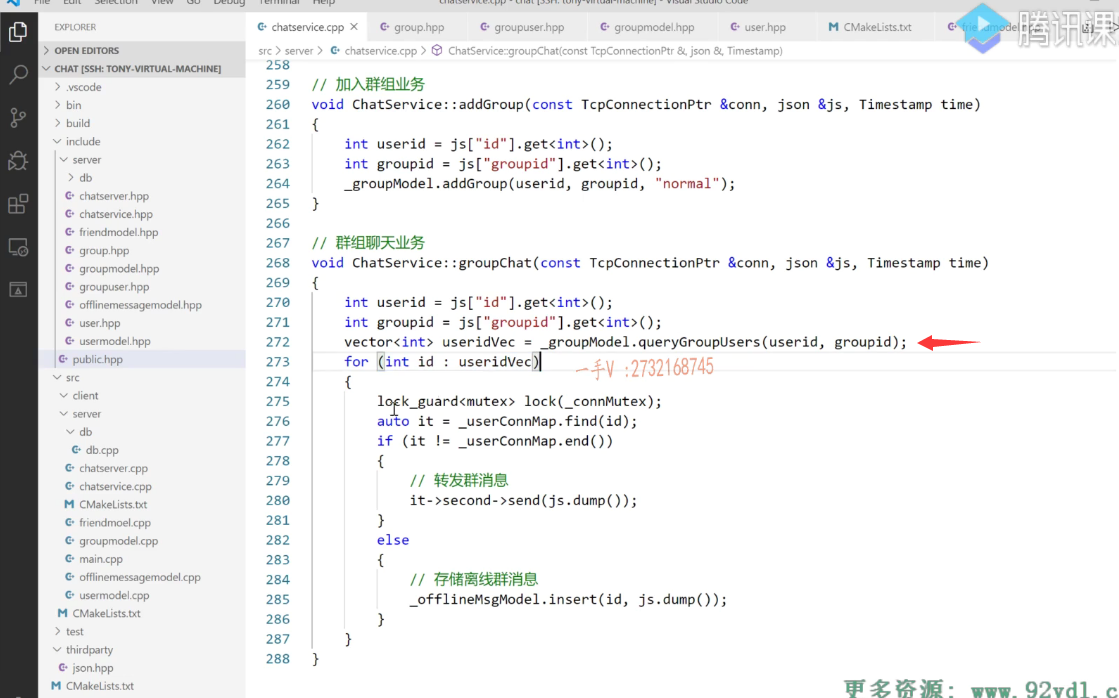 File Edit Selection View Go Debug Terminal Help
chatservice.cpp - chat [SSH: tony-virtual-machine] - Visual Studio Code
EXPLORER
OPEN EDITORS
CHAT [SSH: TONY-VIRTUAL-MACHINE]
.vscode
bin
build
include
server
db
chatserver.hpp
chatservice.hpp
friendmodel.hpp
group.hpp
groupmodel.hpp
groupuser.hpp
offlinemessagemodel.hpp
user.hpp
usermodel.hpp
public.hpp
src
client
server
db
db.cpp
chatserver.cpp
chatservice.cpp
CMakeLists.txt
friendmoel.cpp
groupmodel.cpp
main.cpp
offlinemessagemodel.cpp
usermodel.cpp
CMakeLists.txt
test
thirdparty
json.hpp
CMakeLists.txt
chatservice.cpp group.hpp groupuser.hpp groupmodel.hpp user.hpp CMakeLists.txt
腾讯课
src > server > chatservice.cpp > ChatService::groupChat(const TcpConnectionPtr &, json &, Timestamp)
258
259 // 加入群组业务
260 void ChatService::addGroup(const TcpConnectionPtr &conn, json &js, Timestamp time)
261 {
262 int userid = js["id"].get<int>();
263 int groupid = js["groupid"].get<int>();
264 _groupModel.addGroup(userid, groupid, "normal");
265 }
266
267 // 群组聊天业务
268 void ChatService::groupChat(const TcpConnectionPtr &conn, json &js, Timestamp time)
269 {
270 int userid = js["id"].get<int>();
271 int groupid = js["groupid"].get<int>();
272 vector<int> useridVec = _groupModel.queryGroupUsers(userid, groupid);
273 for (int id : useridVec)
一手V :2732168745
274 {
275 lock_guard<mutex> lock(_connMutex);
276 auto it = _userConnMap.find(id);
277 if (it != _userConnMap.end())
278 {
279 // 转发群消息
280 it->second->send(js.dump());
281 }
282 else
283 {
284 // 存储离线群消息
285 _offlineMsgModel.insert(id, js.dump());
286 }
287 }
288 }
更多资源: www.92yd1.c